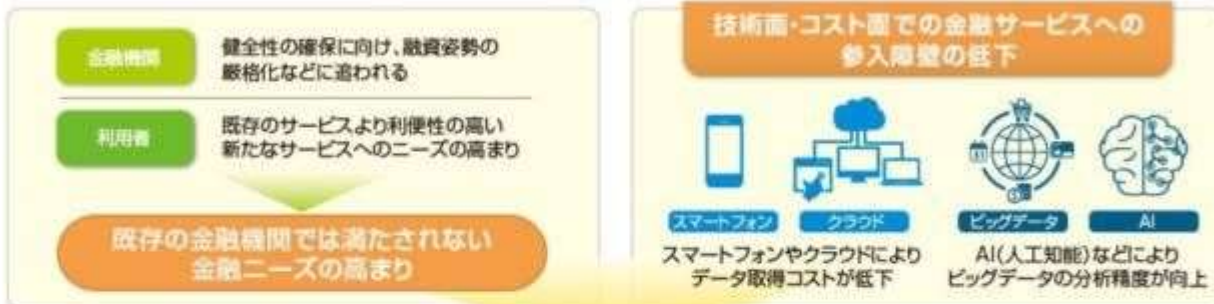 金融機関
健全性の確保に向け、融資姿勢の
厳格化などに追われる
利用者
既存のサービスより利便性の高い
新たなサービスへのニーズの高まり
既存の金融機関では満たされない
金融ニーズの高まり
技術面・コスト面での金融サービスへの
参入障壁の低下
スマートフォン
クラウド
ビッグデータ
AI
スマートフォンやクラウドにより
データ取得コストが低下
AI(人工知能)などにより
ビッグデータの分析精度が向上